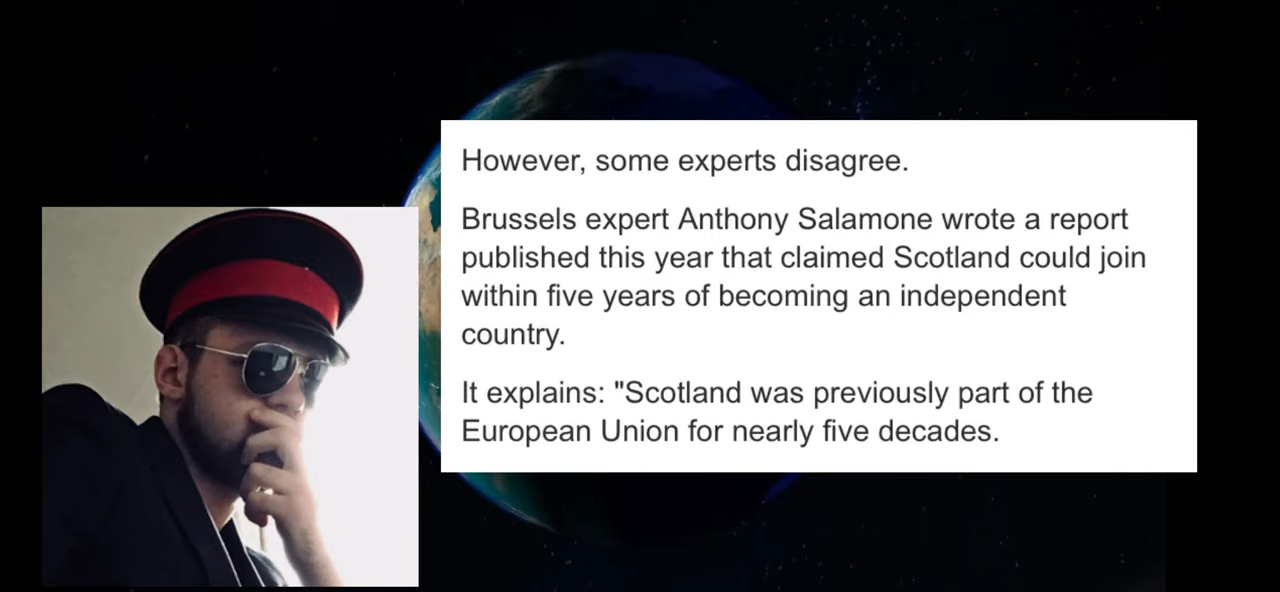 However, some experts disagree.
Brussels expert Anthony Salamone wrote a report
published this year that claimed Scotland could join
within five years of becoming an independent
country.
It explains: "Scotland was previously part of the
European Union for nearly five decades.